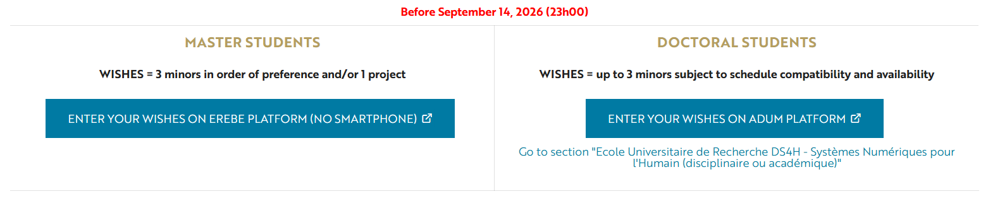 Before September 14, 2026 (23h00)
MASTER STUDENTS
WISHES = 3 minors in order of preference and/or 1 project
ENTER YOUR WISHES ON EREBE PLATFORM (NO SMARTPHONE)
DOCTORAL STUDENTS
WISHES = up to 3 minors subject to schedule compatibility and availability
ENTER YOUR WISHES ON ADUM PLATFORM
Go to section "Ecole Universitaire de Recherche DS4H - Systèmes Numériques pour
l'Humain (disciplinaire ou académique)"